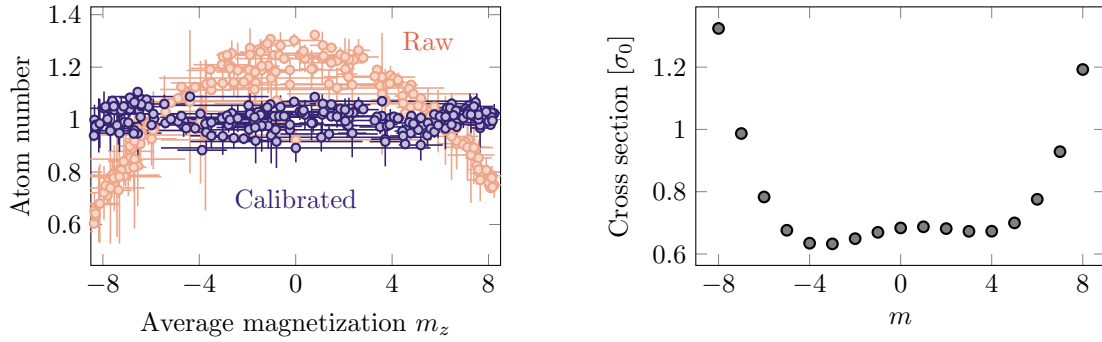 1.4
1.2
1
0.8
0.6
Atom number
Raw
Calibrated
−8 −4 0 4 8
Average magnetization m_z
1.2
1
0.8
0.6
Cross section [σ_0]
−8 −4 0 4 8
m